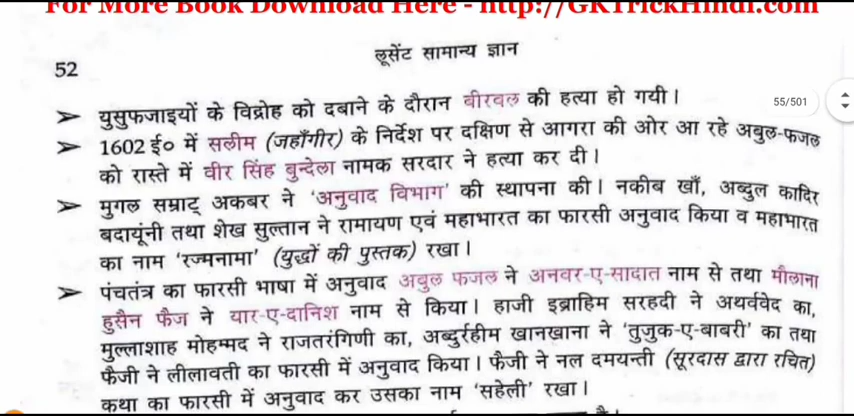 For More Book Download Here - http://GKTrickHindi.com
लूसेंट सामान्य ज्ञान
52
55/501
➤ युसुफजाइयों के विद्रोह को दबाने के दौरान बीरबल की हत्या हो गयी।
➤ 1602 ई० में सलीम (जहाँगीर) के निर्देश पर दक्षिण से आगरा की ओर आ रहे अबुल-फजल
को रास्ते में वीर सिंह बुन्देला नामक सरदार ने हत्या कर दी।
➤ मुगल सम्राट् अकबर ने 'अनुवाद विभाग' की स्थापना की। नकीब खाँ, अब्दुल कादिर
बदायूंनी तथा शेख सुल्तान ने रामायण एवं महाभारत का फारसी अनुवाद किया व महाभारत
का नाम 'रज्मनामा' (युद्धों की पुस्तक) रखा।
➤ पंचतंत्र का फारसी भाषा में अनुवाद अबुल फजल ने अनवर-ए-सादात नाम से तथा मौलाना
हुसैन फैज ने यार-ए-दानिश नाम से किया। हाजी इब्राहिम सरहदी ने अथर्ववेद का,
मुल्लाशाह मोहम्मद ने राजतरंगिणी का, अब्दुर्रहीम खानखाना ने 'तुजुक-ए-बाबरी' का तथा
फैजी ने लीलावती का फारसी में अनुवाद किया। फैजी ने नल दमयन्ती (सूरदास द्वारा रचित)
कथा का फारसी में अनुवाद कर उसका नाम 'सहेली' रखा।